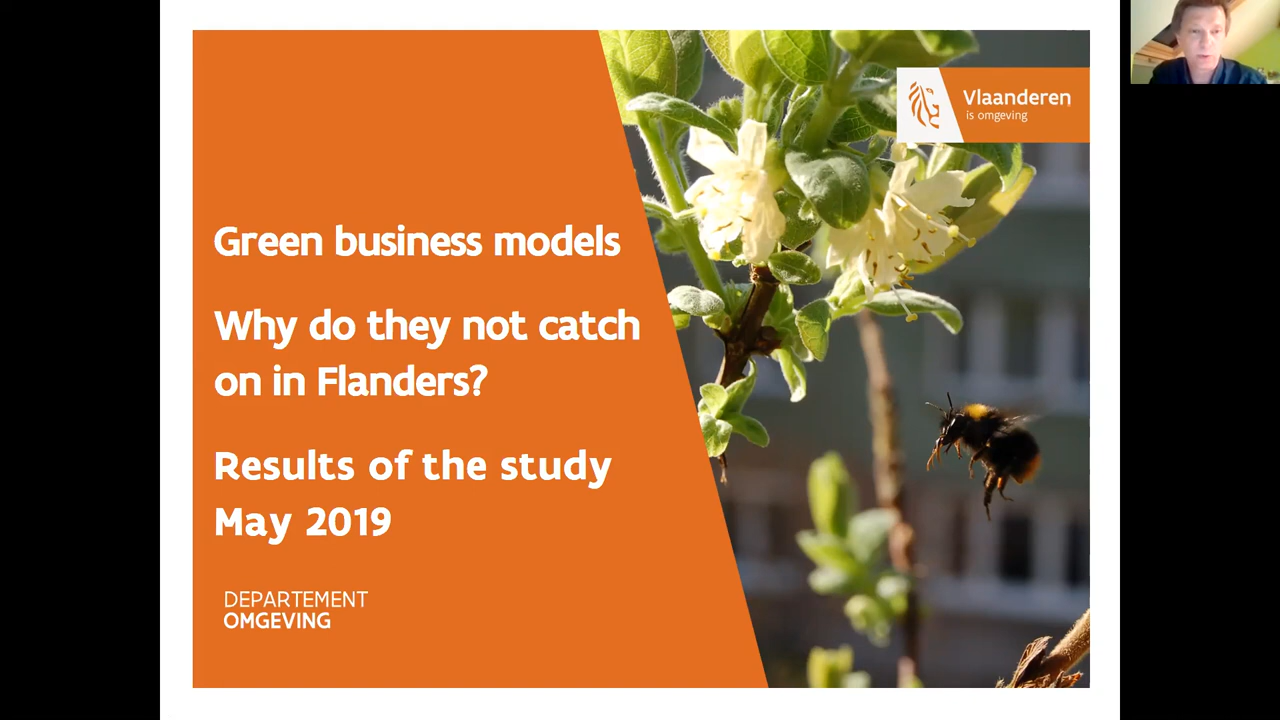 Vlaanderen
is omgeving
Green business models
Why do they not catch
on in Flanders?
Results of the study
May 2019
DEPARTEMENT
OMGEVING